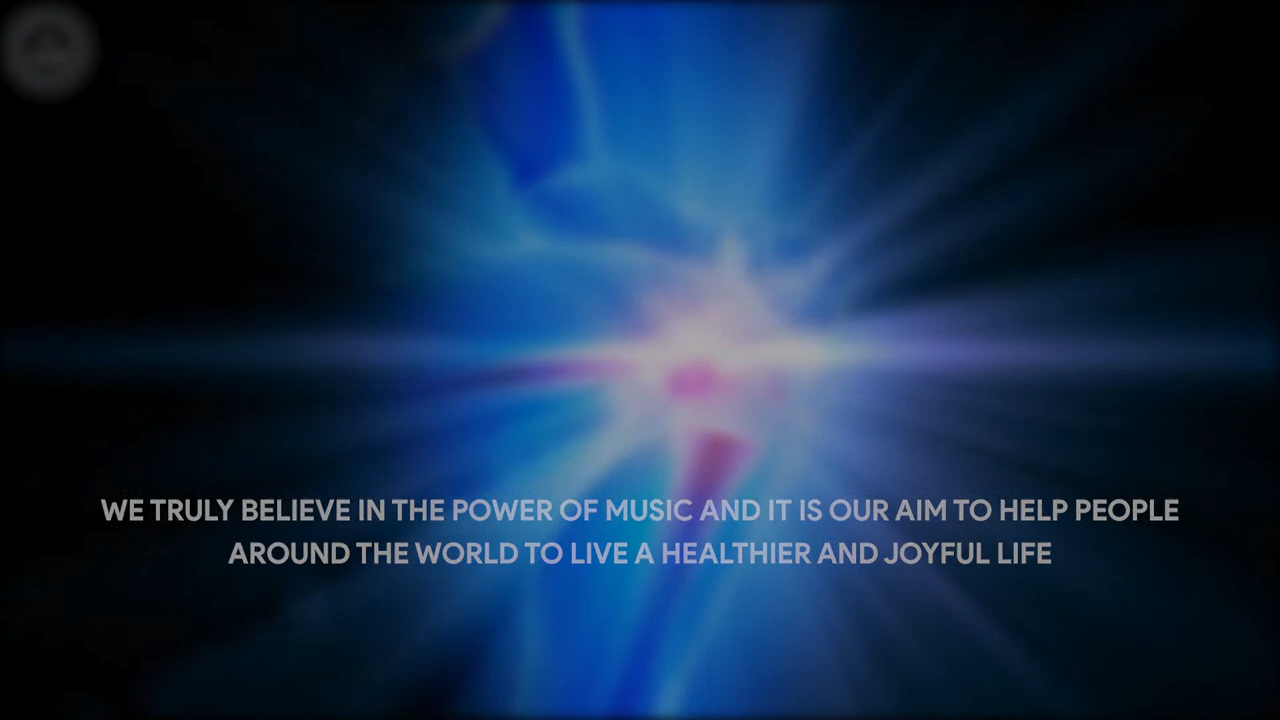 WE TRULY BELIEVE IN THE POWER OF MUSIC AND IT IS OUR AIM TO HELP PEOPLE
AROUND THE WORLD TO LIVE A HEALTHIER AND JOYFUL LIFE